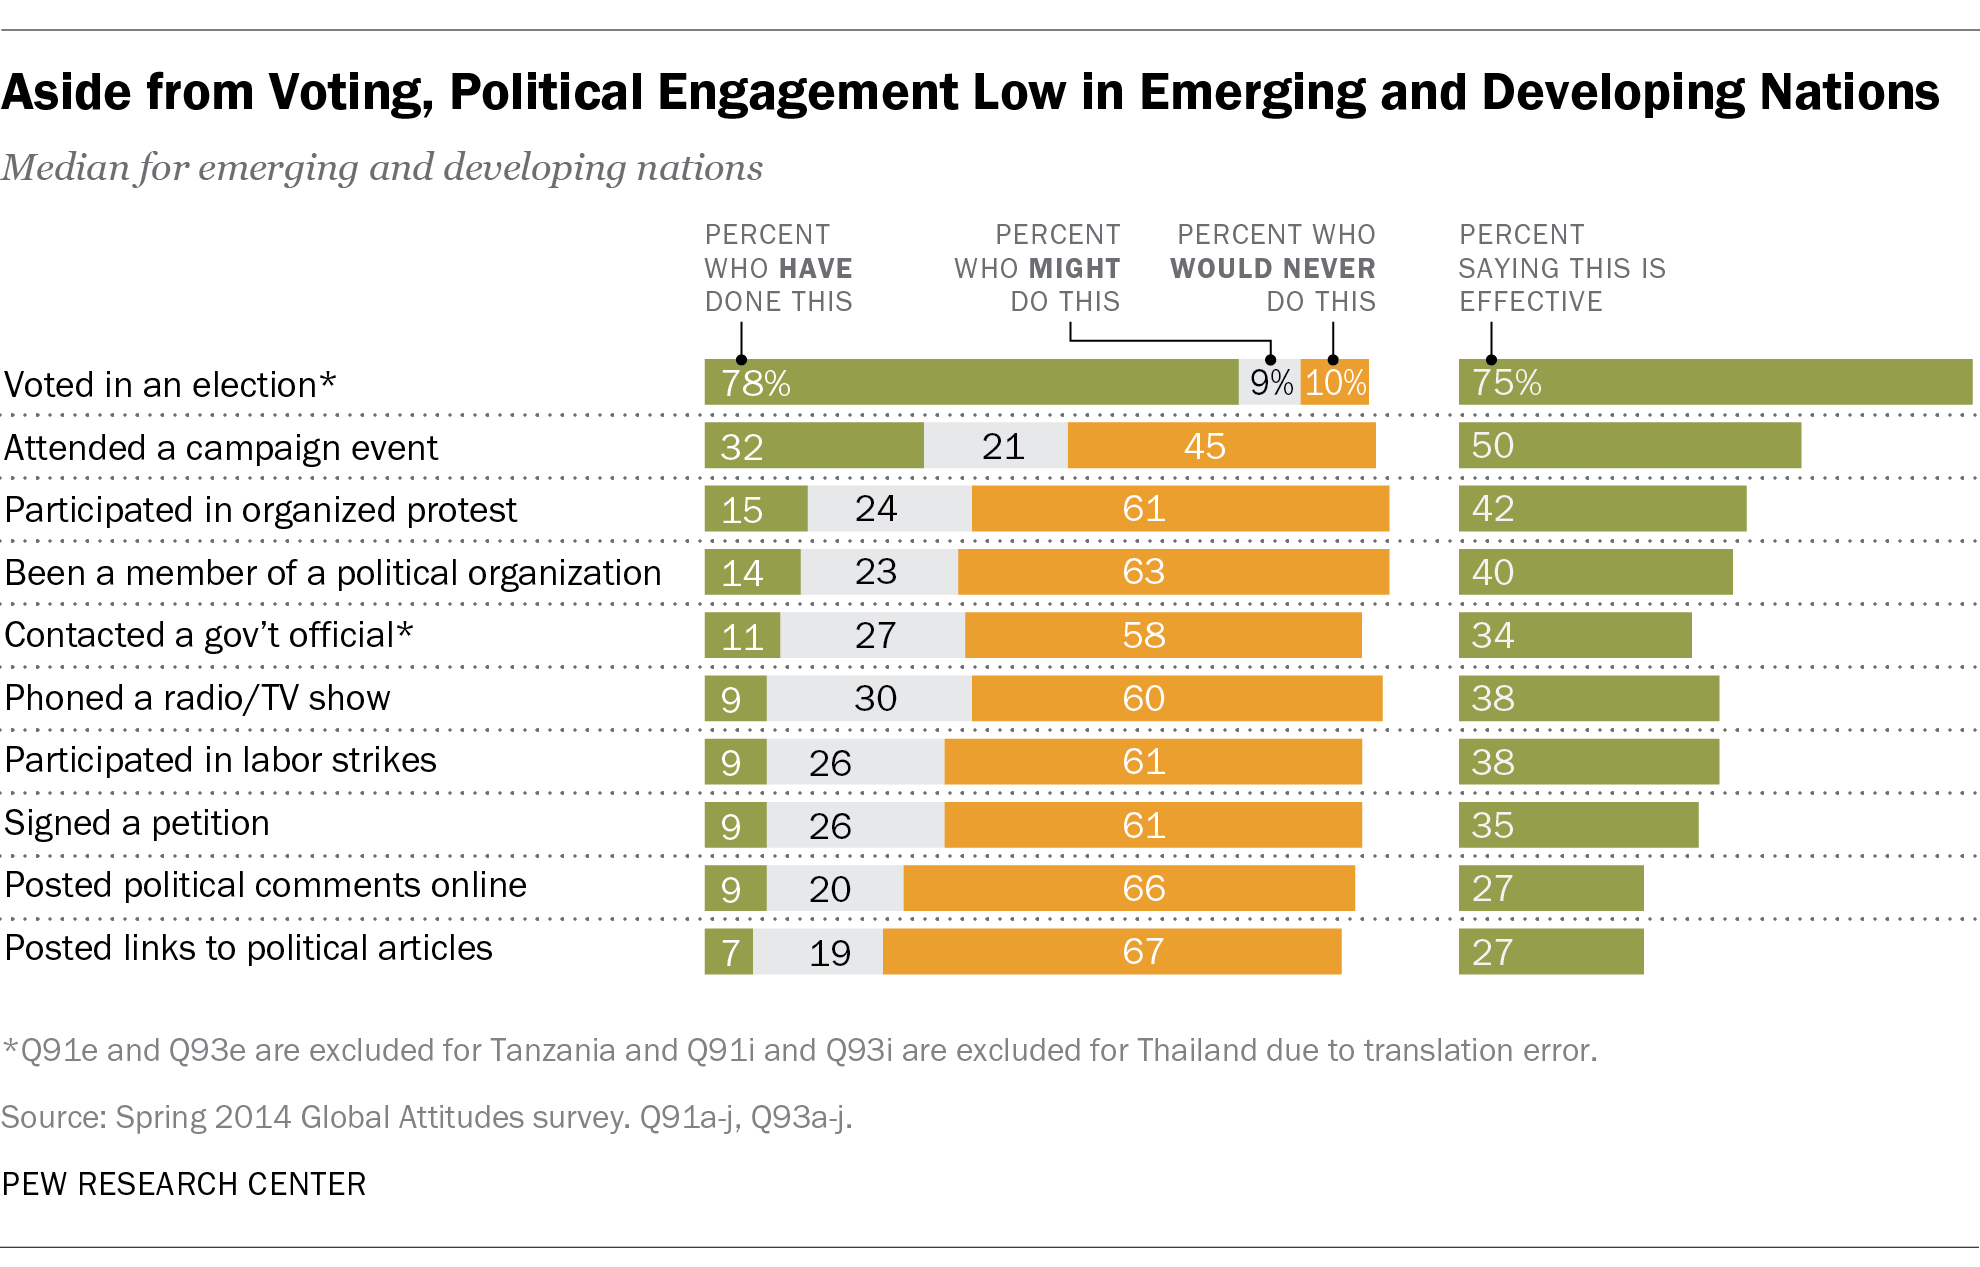 Aside from Voting, Political Engagement Low in Emerging and Developing Nations
Median for emerging and developing nations
PERCENT
WHO HAVE
DONE THIS
PERCENT
WHO MIGHT
DO THIS
PERCENT WHO
WOULD NEVER
DO THIS
PERCENT
SAYING THIS IS
EFFECTIVE
Voted in an election* 78% 9% 10% 75%
Attended a campaign event 32 21 45 50
Participated in organized protest 15 24 61 42
Been a member of a political organization 14 23 63 40
Contacted a gov’t official* 11 27 58 34
Phoned a radio/TV show 9 30 60 38
Participated in labor strikes 9 26 61 38
Signed a petition 9 26 61 35
Posted political comments online 9 20 66 27
Posted links to political articles 7 19 67 27
*Q91e and Q93e are excluded for Tanzania and Q91i and Q93i are excluded for Thailand due to translation error.
Source: Spring 2014 Global Attitudes survey. Q91a-j, Q93a-j.
PEW RESEARCH CENTER